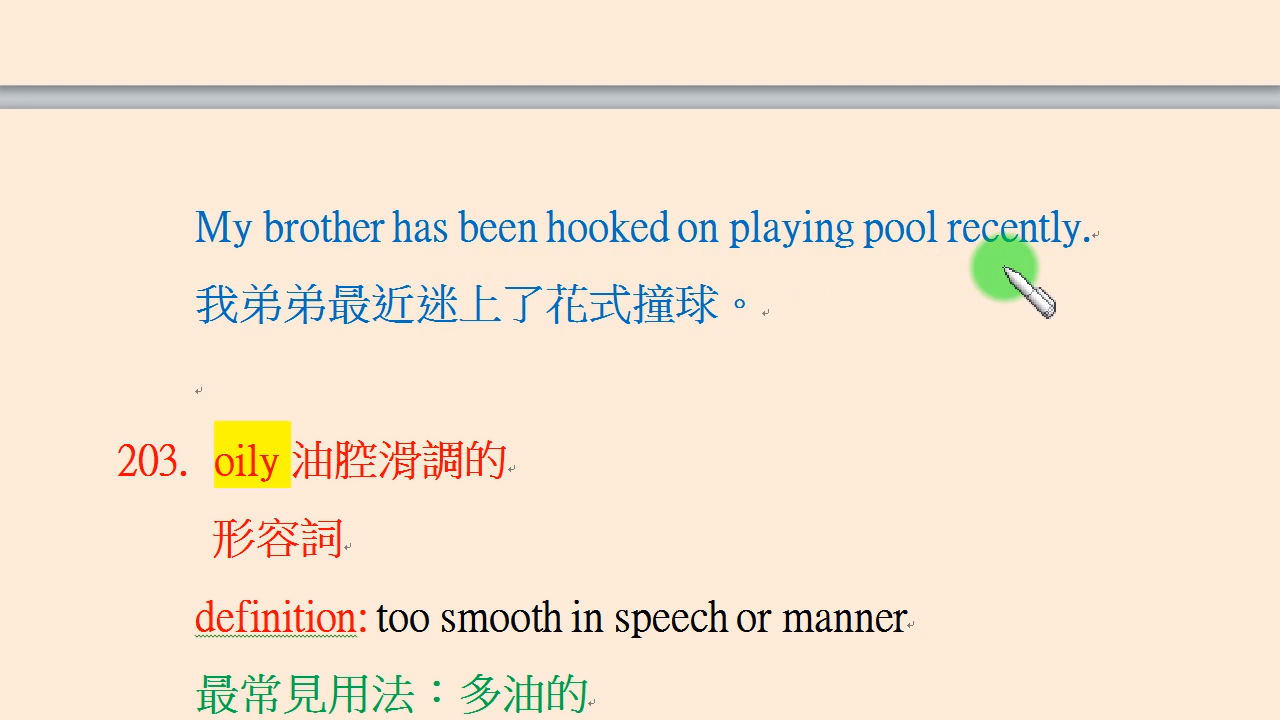 My brother has been hooked on playing pool recently.
我弟弟最近迷上了花式撞球。
203. oily 油腔滑調的
形容詞
definition: too smooth in speech or manner
最常見用法：多油的